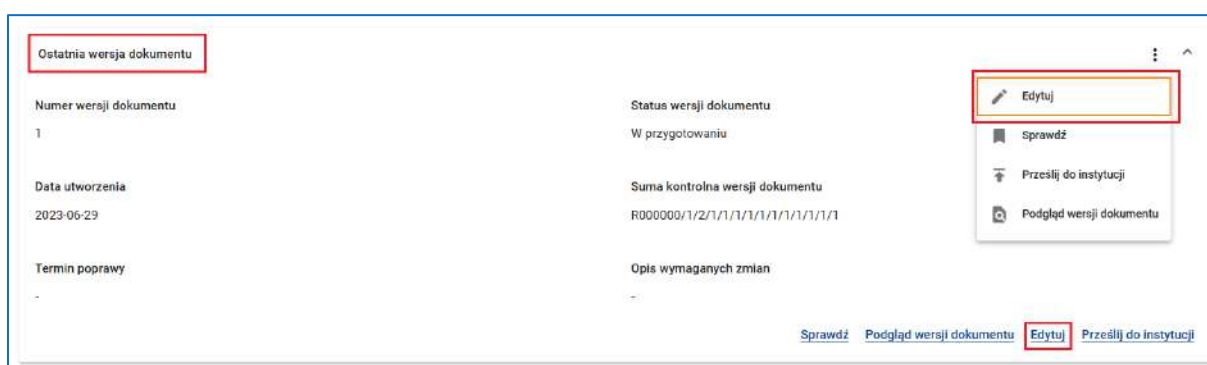 Ostatnia wersja dokumentu
Edytuj
Numer wersji dokumentu
Status wersji dokumentu
1
W przygotowaniu
Sprawdź
Prześlij do instytucji
Data utworzenia
Suma kontrolna wersji dokumentu
2023-06-29
R000000/1/2/1/1/1/1/1/1/1/1/1/1/1
Podgląd wersji dokumentu
Termin poprawy
Opis wymaganych zmian
-
-
Sprawdź Podgląd wersji dokumentu Edytuj Prześlij do instytucji